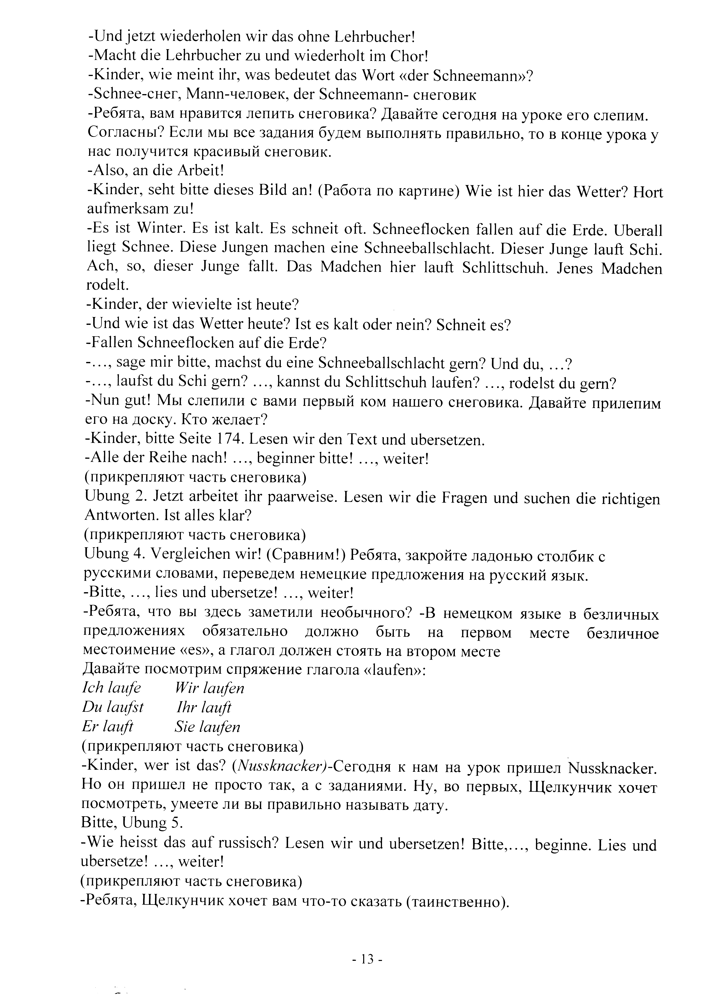 -Und jetzt wiederholen wir das ohne Lehrbucher!
-Macht die Lehrbucher zu und wiederholt im Chor!
-Kinder, wie meint ihr, was bedeutet das Wort «der Schneemann»?
-Schnee-снег, Mann-человек, der Schneemann- снеговик
-Ребята, вам нравится лепить снеговика? Давайте сегодня на уроке его слепим.
Согласны? Если мы все задания будем выполнять правильно, то в конце урока у
нас получится красивый снеговик.
-Also, an die Arbeit!
-Kinder, seht bitte dieses Bild an! (Работа по картине) Wie ist hier das Wetter? Hort
aufmerksam zu!
-Es ist Winter. Es ist kalt. Es schneit oft. Schneeflocken fallen auf die Erde. Uberall
liegt Schnee. Diese Jungen machen eine Schneeballschlacht. Dieser Junge lauft Schi.
Ach, so, dieser Junge fallt. Das Madchen hier lauft Schlittschuh. Jenes Madchen
rodelt.
-Kinder, der wievielte ist heute?
-Und wie ist das Wetter heute? Ist es kalt oder nein? Schneit es?
-Fallen Schneeflocken auf die Erde?
-…, sage mir bitte, machst du eine Schneeballschlacht gern? Und du, …?
-…, laufst du Schi gern? …, kannst du Schlittschuh laufen? …, rodelst du gern?
-Nun gut! Мы слепили с вами первый ком нашего снеговика. Давайте прилепим
его на доску. Кто желает?
-Kinder, bitte Seite 174. Lesen wir den Text und ubersetzen.
-Alle der Reihe nach! …, beginner bitte! …, weiter!
(прикрепляют часть снеговика)
Ubung 2. Jetzt arbeitet ihr paarweise. Lesen wir die Fragen und suchen die richtigen
Antworten. Ist alles klar?
(прикрепляют часть снеговика)
Ubung 4. Vergleichen wir! (Сравним!) Ребята, закройте ладонью столбик с
русскими словами, переведем немецкие предложения на русский язык.
-Bitte, …, lies und ubersetze! …, weiter!
-Ребята, что вы здесь заметили необычного? -В немецком языке в безличных
предложениях обязательно должно быть на первом месте безличное
местоимение «es», а глагол должен стоять на втором месте
Давайте посмотрим спряжение глагола «laufen»:
Ich laufe Wir laufen
Du laufst Ihr lauft
Er lauft Sie laufen
(прикрепляют часть снеговика)
-Kinder, wer ist das? (Nussknacker)-Сегодня к нам на урок пришел Nussknacker.
Но он пришел не просто так, а с заданиями. Ну, во первых, Щелкунчик хочет
посмотреть, умеете ли вы правильно называть дату.
Bitte, Ubung 5.
-Wie heisst das auf russisch? Lesen wir und ubersetzen! Bitte,…, beginne. Lies und
ubersetze! …, weiter!
(прикрепляют часть снеговика)
-Ребята, Щелкунчик хочет вам что-то сказать (таинственно).
- 13 -